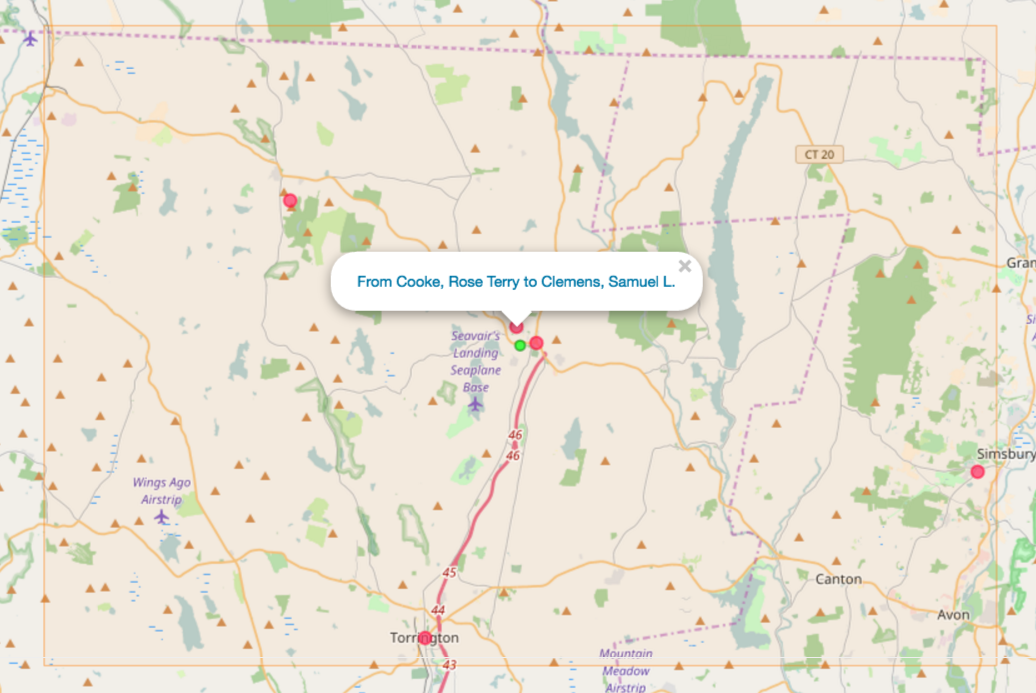 CT 20
Gran
From Cooke, Rose Terry to Clemens, Samuel L.
×
Seavair's
Landing
Seaplane
Base
46
46
Simsbury
Wings Ago
Airstrip
45
Canton
44
Avon
Torrington
Mountain
Meadow
Airstrip
43